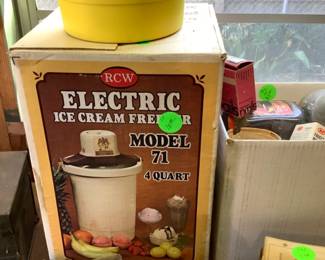 RCW
ELECTRIC
ICE CREAM FREEZER
MODEL
71
4 QUART